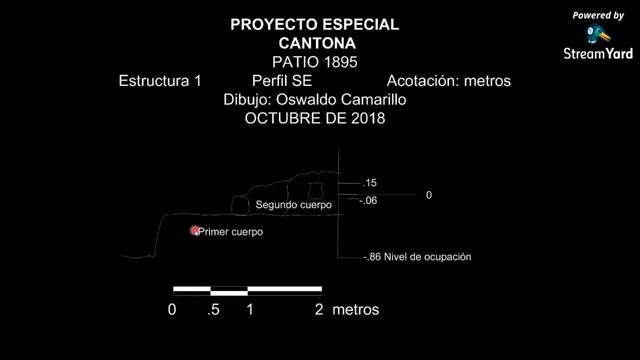 Powered by
StreamYard
PROYECTO ESPECIAL
CANTONA
PATIO 1895
Estructura 1 Perfil SE Acotación: metros
Dibujo: Oswaldo Camarillo
OCTUBRE DE 2018
.15
0
-.06
Segundo cuerpo
Primer cuerpo
-.86 Nivel de ocupación
0 .5 1 2 metros